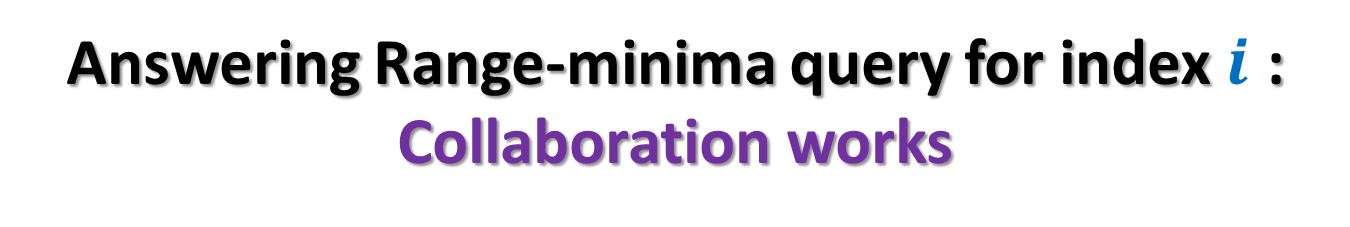 Answering Range-minima query for index i :
Collaboration works